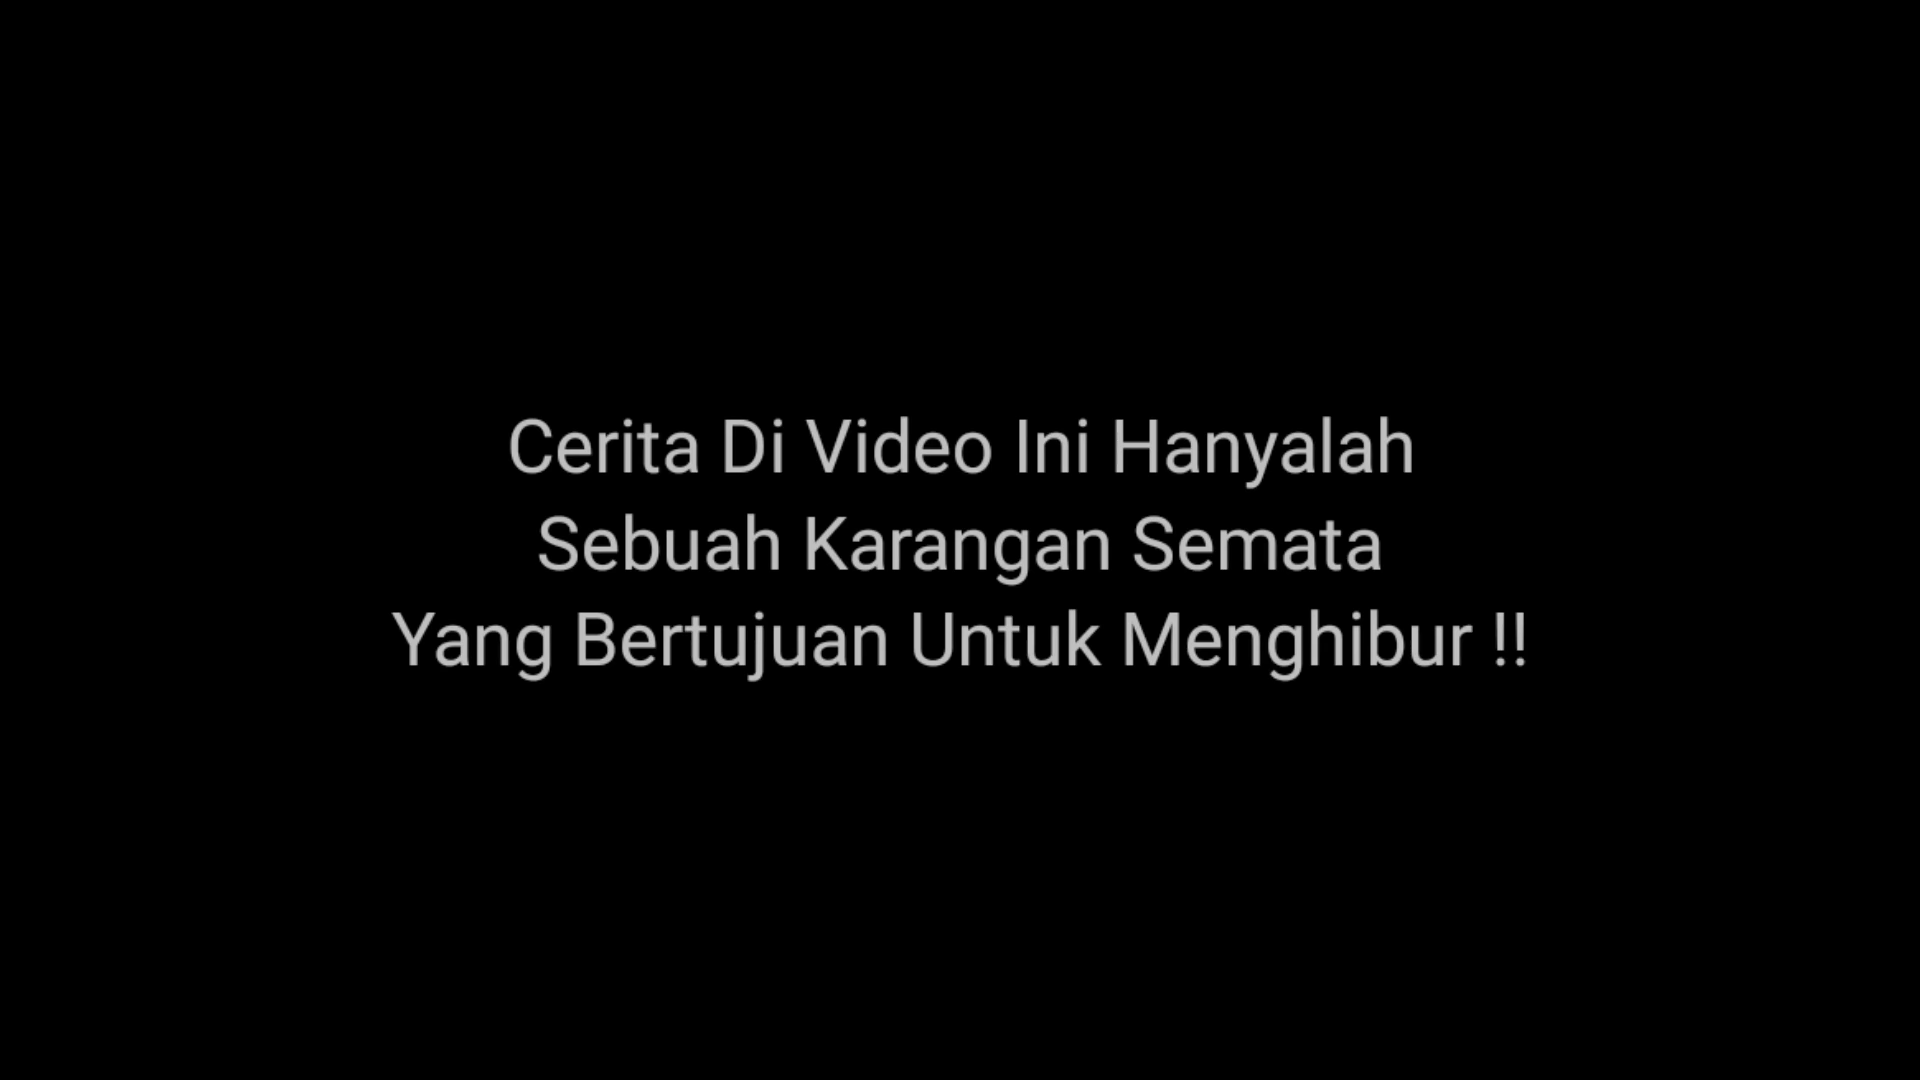 Cerita Di Video Ini Hanyalah
Sebuah Karangan Semata
Yang Bertujuan Untuk Menghibur !!